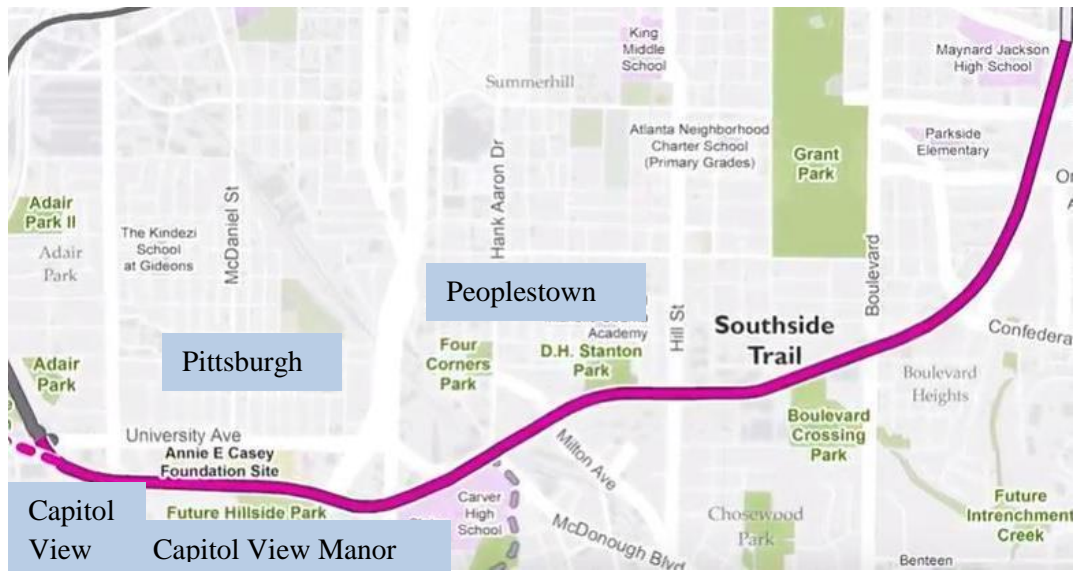 King
Middle
School
Maynard Jackson
High School
Summerhill
Atlanta Neighborhood
Charter School
(Primary Grades)
Parkside
Elementary
Grant
Park
Adair
Park II
Adair
Park
The Kindezi
School
at Gideons
McDaniel St
Hank Aaron Dr
Boulevard
Hill St
Peoplestown
Academy
Southside
Trail
Confedera
Pittsburgh
Four
Corners
Park
D.H. Stanton
Park
Adair
Park
Boulevard
Heights
Boulevard
Crossing
Park
University Ave
Annie E Casey
Foundation Site
Milton Ave
Capitol
View
Future Hillside Park
Capitol View Manor
Carver
High
School
McDonough Blvd
Chosewood
Park
Future
Intrenchment
Creek
Benteen